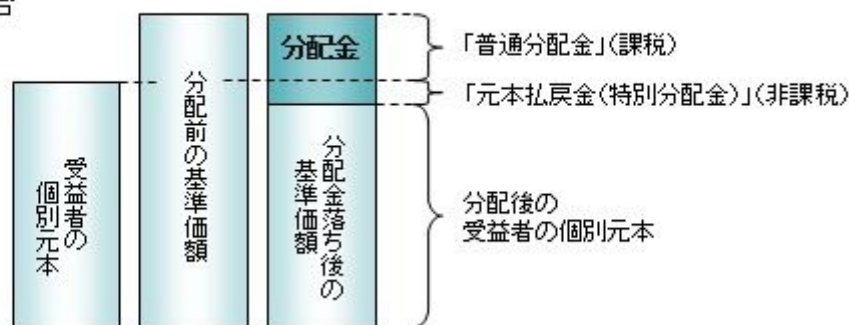 分配金
「普通分配金」(課税)
「元本払戻金(特別分配金)」(非課税)
受益者の
個別元本
分配前の基準価額
分配金落ち後の
基準価額
分配後の
受益者の個別元本